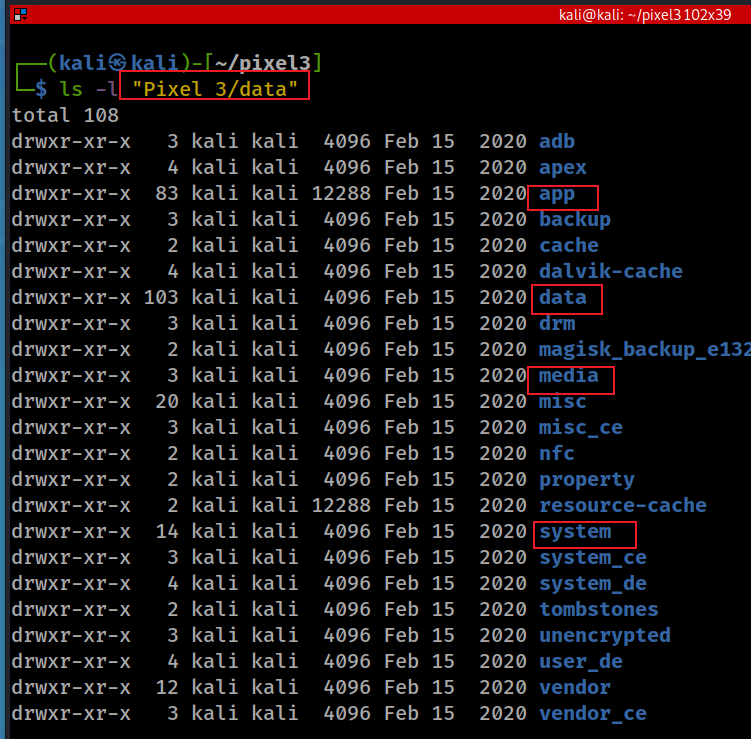 kali@kali: ~/pixel3 102x39
┌──(kali㉿kali)-[~/pixel3]
└─$ ls -l "Pixel 3/data"
total 108
drwxr-xr-x   3 kali kali  4096 Feb 15  2020 adb
drwxr-xr-x   4 kali kali  4096 Feb 15  2020 apex
drwxr-xr-x  83 kali kali 12288 Feb 15  2020 app
drwxr-xr-x   3 kali kali  4096 Feb 15  2020 backup
drwxr-xr-x   2 kali kali  4096 Feb 15  2020 cache
drwxr-xr-x   4 kali kali  4096 Feb 15  2020 dalvik-cache
drwxr-xr-x 103 kali kali  4096 Feb 15  2020 data
drwxr-xr-x   3 kali kali  4096 Feb 15  2020 drm
drwxr-xr-x   2 kali kali  4096 Feb 15  2020 magisk_backup_e132
drwxr-xr-x   3 kali kali  4096 Feb 15  2020 media
drwxr-xr-x  20 kali kali  4096 Feb 15  2020 misc
drwxr-xr-x   3 kali kali  4096 Feb 15  2020 misc_ce
drwxr-xr-x   2 kali kali  4096 Feb 15  2020 nfc
drwxr-xr-x   2 kali kali  4096 Feb 15  2020 property
drwxr-xr-x   2 kali kali 12288 Feb 15  2020 resource-cache
drwxr-xr-x  14 kali kali  4096 Feb 15  2020 system
drwxr-xr-x   3 kali kali  4096 Feb 15  2020 system_ce
drwxr-xr-x   4 kali kali  4096 Feb 15  2020 system_de
drwxr-xr-x   2 kali kali  4096 Feb 15  2020 tombstones
drwxr-xr-x   3 kali kali  4096 Feb 15  2020 unencrypted
drwxr-xr-x   4 kali kali  4096 Feb 15  2020 user_de
drwxr-xr-x  12 kali kali  4096 Feb 15  2020 vendor
drwxr-xr-x   3 kali kali  4096 Feb 15  2020 vendor_ce